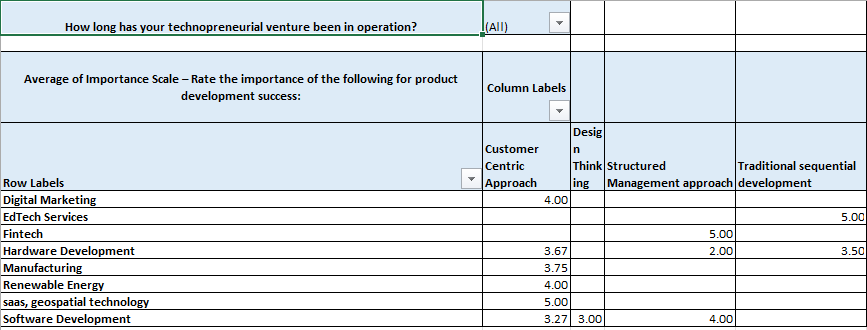 How long has your technopreneurial venture been in operation? (All)
Average of Importance Scale – Rate the importance of the following for product
development success:
Column Labels
Row Labels
Customer
Centric
Approach
Desig
n
Think
ing
Structured
Management approach
Traditional sequential
development
Digital Marketing 4.00
EdTech Services 5.00
Fintech 5.00
Hardware Development 3.67 2.00 3.50
Manufacturing 3.75
Renewable Energy 4.00
saas, geospatial technology 5.00
Software Development 3.27 3.00 4.00